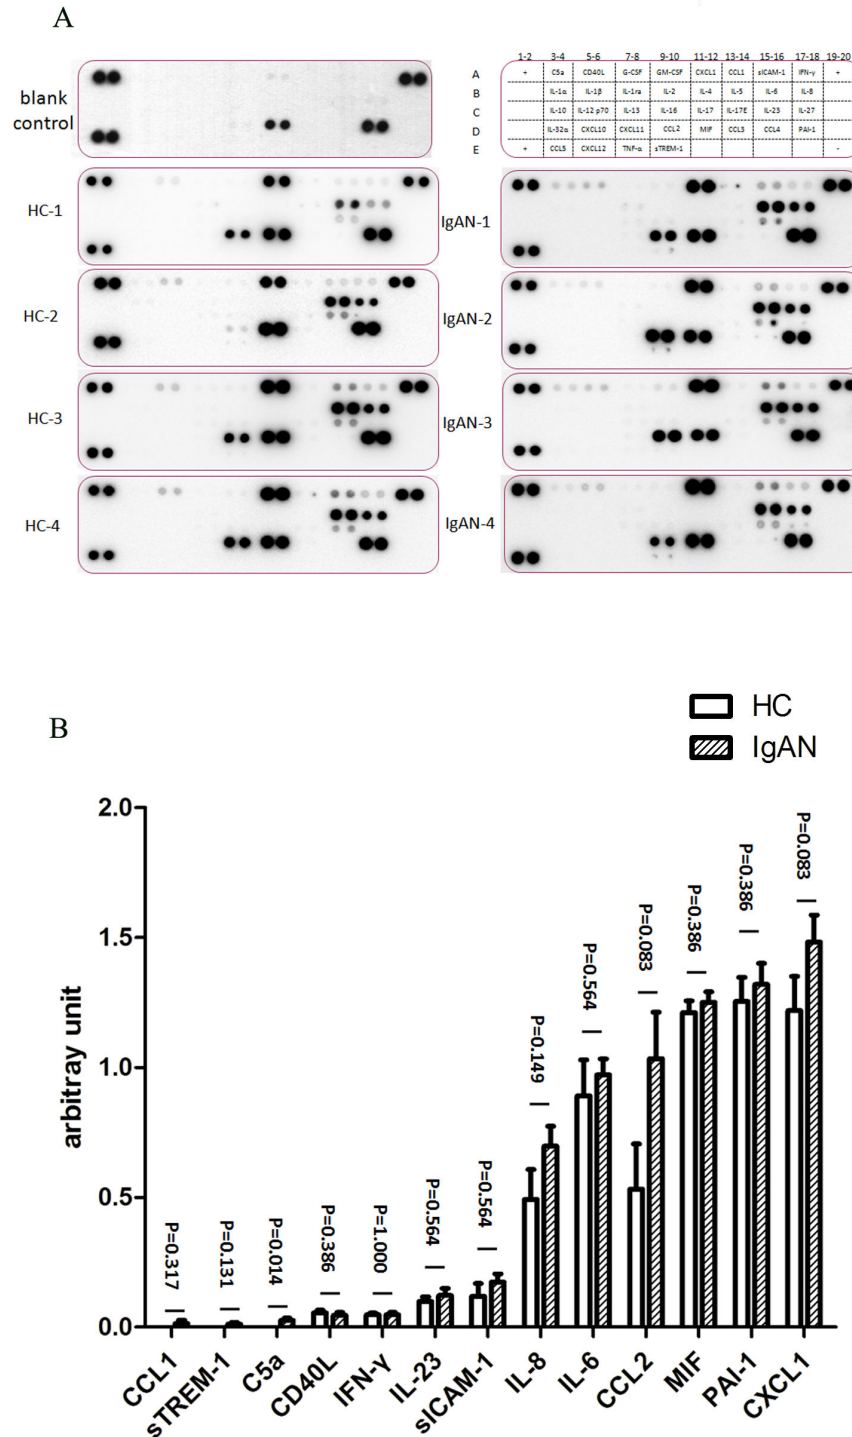 A
blank
control
HC-1
HC-2
HC-3
HC-4
1-2 3-4 5-6 7-8 9-10 11-12 13-14 15-16 17-18 19-20
A + C5a CD40L G-CSF GM-CSF CXCL1 CCL1 sICAM-1 IFN-γ +
B IL-1α IL-1β IL-1ra IL-2 IL-4 IL-5 IL-6 IL-8
C IL-10 IL-12 p70 IL-13 IL-16 IL-17 IL-17E IL-23 IL-27
D IL-32α CXCL10 CXCL11 CCL2 MIF CCL3 CCL4 PAI-1
E + CCL5 CXCL12 TNF-α sTREM-1 -
IgAN-1
IgAN-2
IgAN-3
IgAN-4
B
HC
IgAN
arbitray unit
2.0
1.5
1.0
0.5
0.0
P=0.317
P=0.131
P=0.014
P=0.386
P=1.000
P=0.564
P=0.564
P=0.149
P=0.564
P=0.083
P=0.386
P=0.386
P=0.083
CCL1
sTREM-1
C5a
CD40L
IFN-γ
IL-23
sICAM-1
IL-8
IL-6
CCL2
MIF
PAI-1
CXCL1